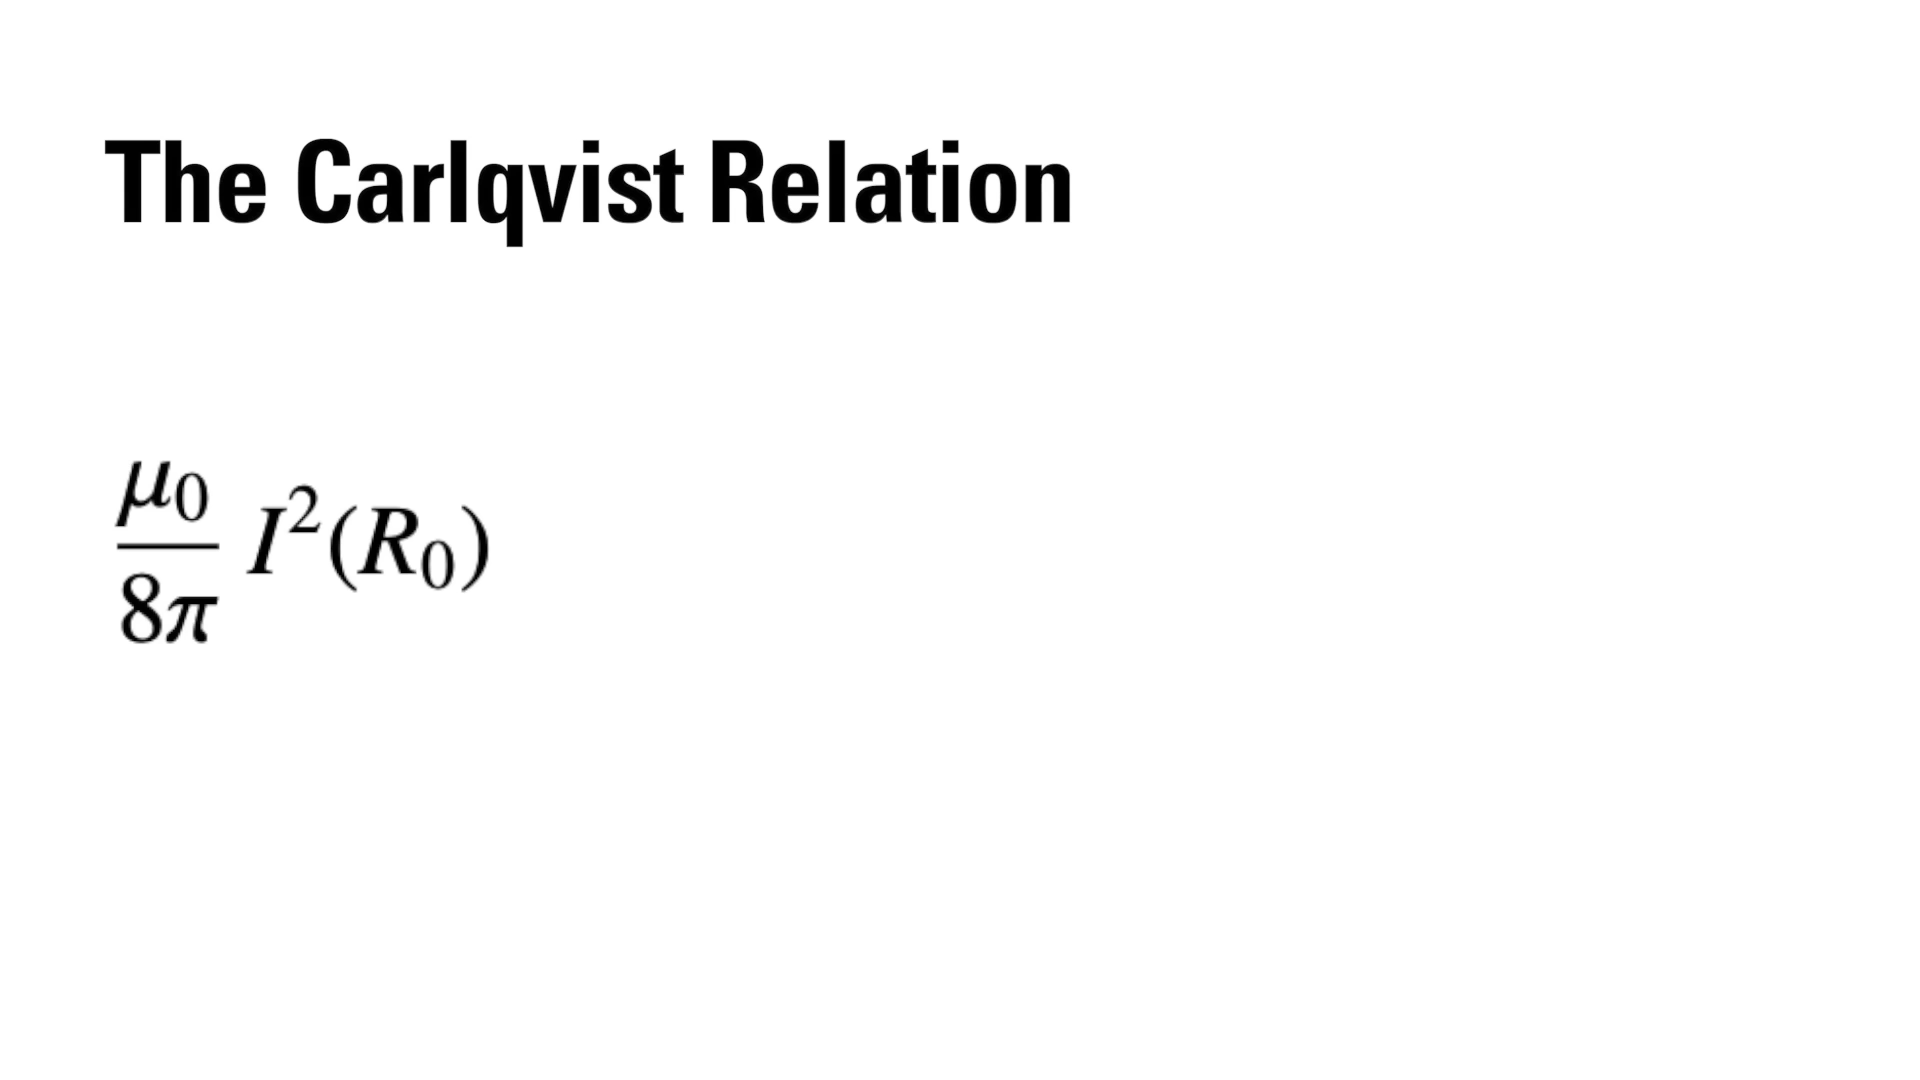 The Carlqvist Relation
μ₀/8π I²(R₀)